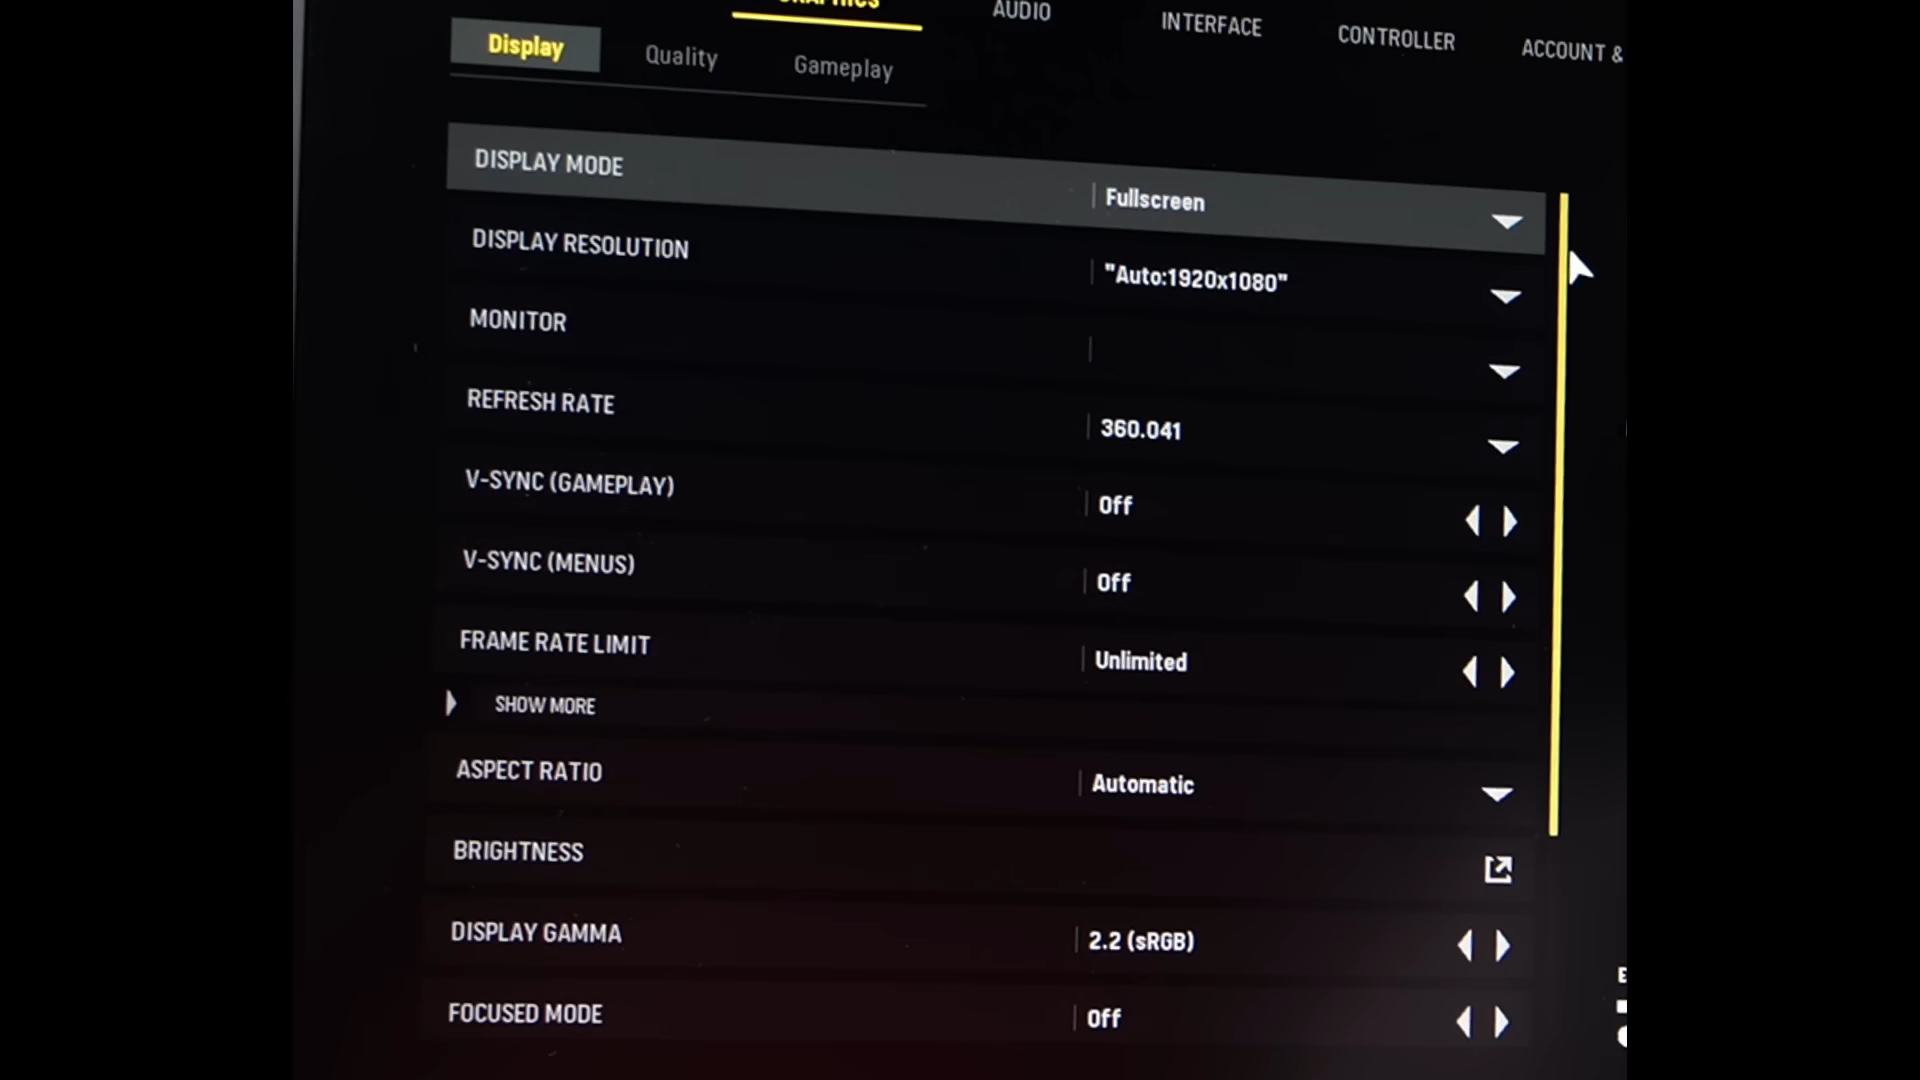 GRAPHICS
AUDIO
INTERFACE
CONTROLLER
ACCOUNT &
Display
Quality
Gameplay
DISPLAY MODE
Fullscreen
DISPLAY RESOLUTION
"Auto:1920x1080"
MONITOR
REFRESH RATE
360.041
V-SYNC (GAMEPLAY)
Off
V-SYNC (MENUS)
Off
FRAME RATE LIMIT
Unlimited
SHOW MORE
ASPECT RATIO
Automatic
BRIGHTNESS
DISPLAY GAMMA
2.2 (sRGB)
FOCUSED MODE
Off